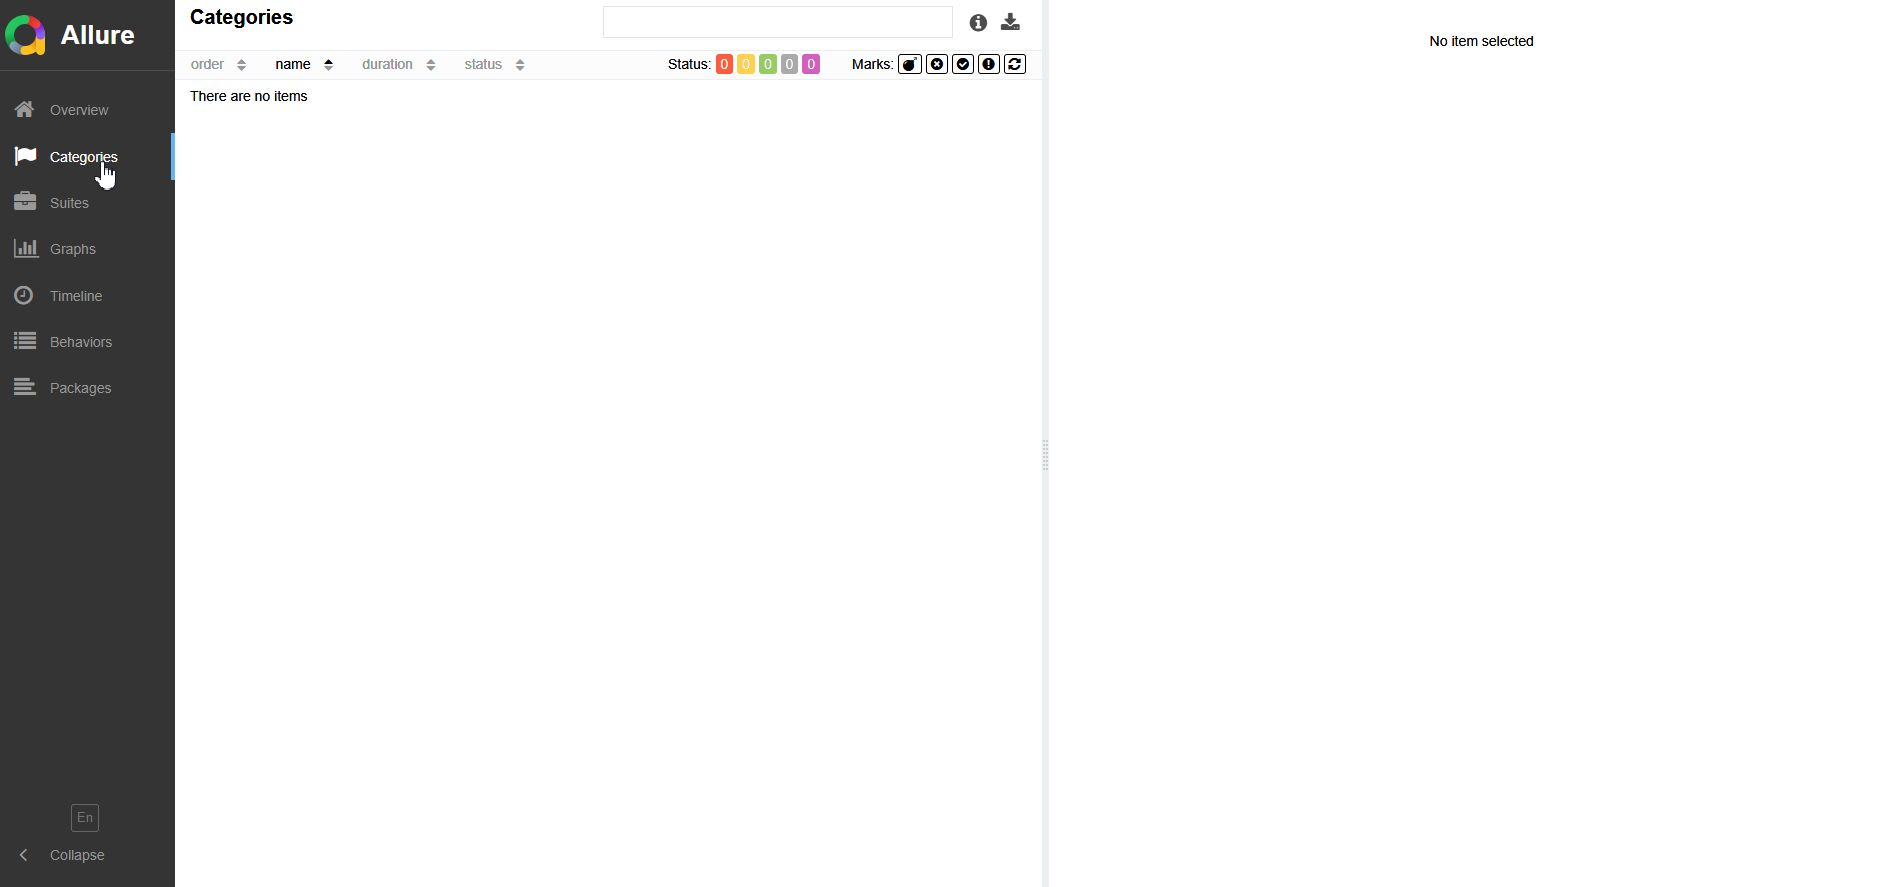 Allure
Overview
Categories
Suites
Graphs
Timeline
Behaviors
Packages
En
Collapse
Categories
order name duration status Status: 0 0 0 0 0 Marks:
There are no items
No item selected